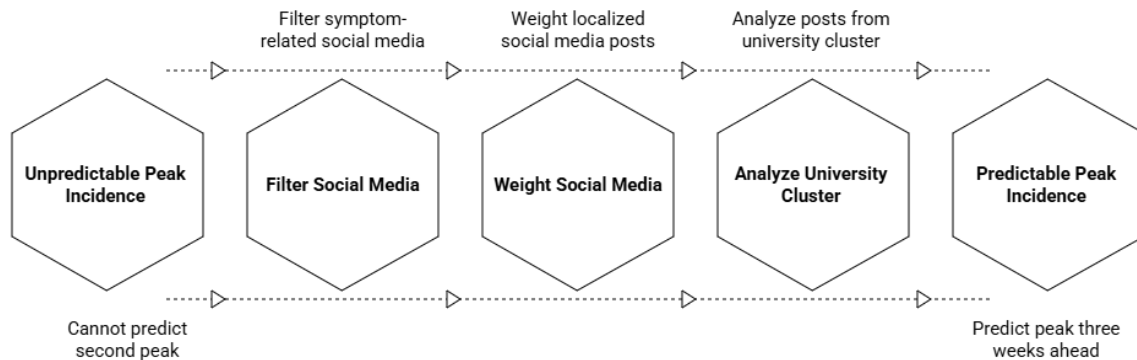 Filter symptom-
related social media
Weight localized
social media posts
Analyze posts from
university cluster
Unpredictable Peak
Incidence
Filter Social Media
Weight Social Media
Analyze University
Cluster
Predictable Peak
Incidence
Cannot predict
second peak
Predict peak three
weeks ahead